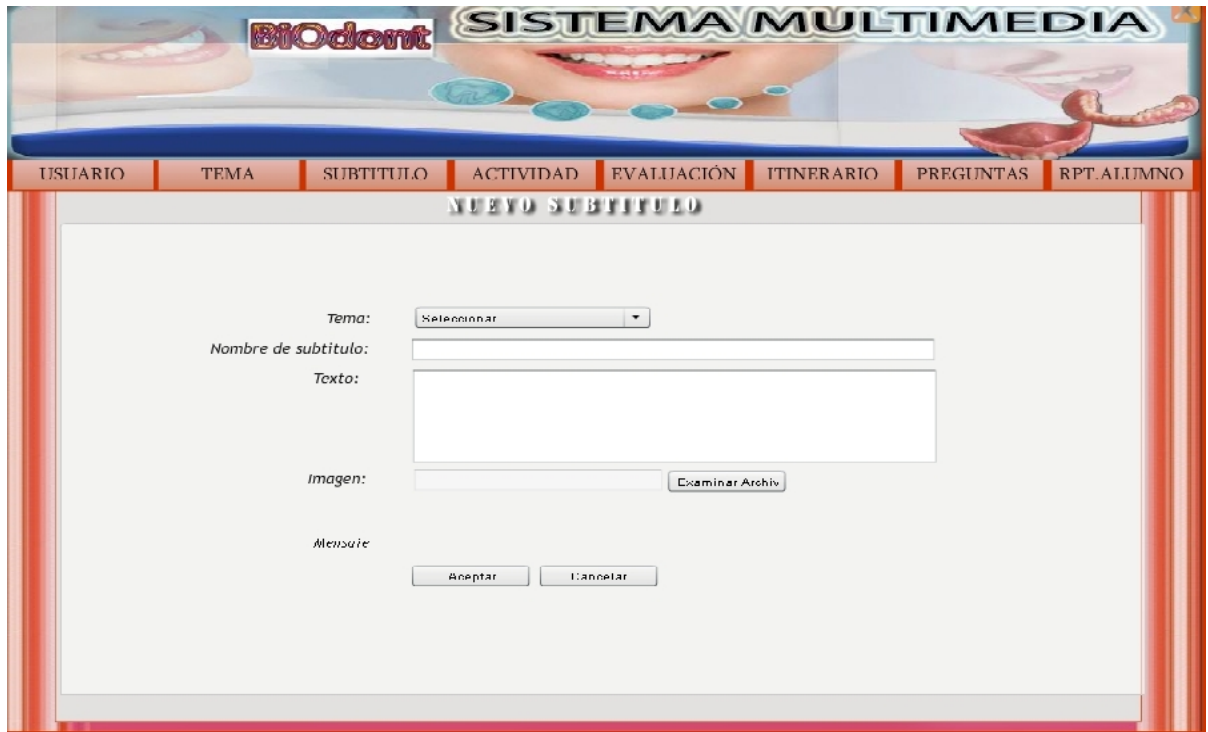 BiOdont SISTEMA MULTIMEDIA
USUARIO TEMA SUBTITULO ACTIVIDAD EVALUACIÓN ITINERARIO PREGUNTAS RPT.ALUMNO
NUEVO SUBTITULO
Tema: Seleccionar
Nombre de subtitulo:
Texto:
Imagen: Examinar Archiv
Mensaje
Aceptar Cancelar